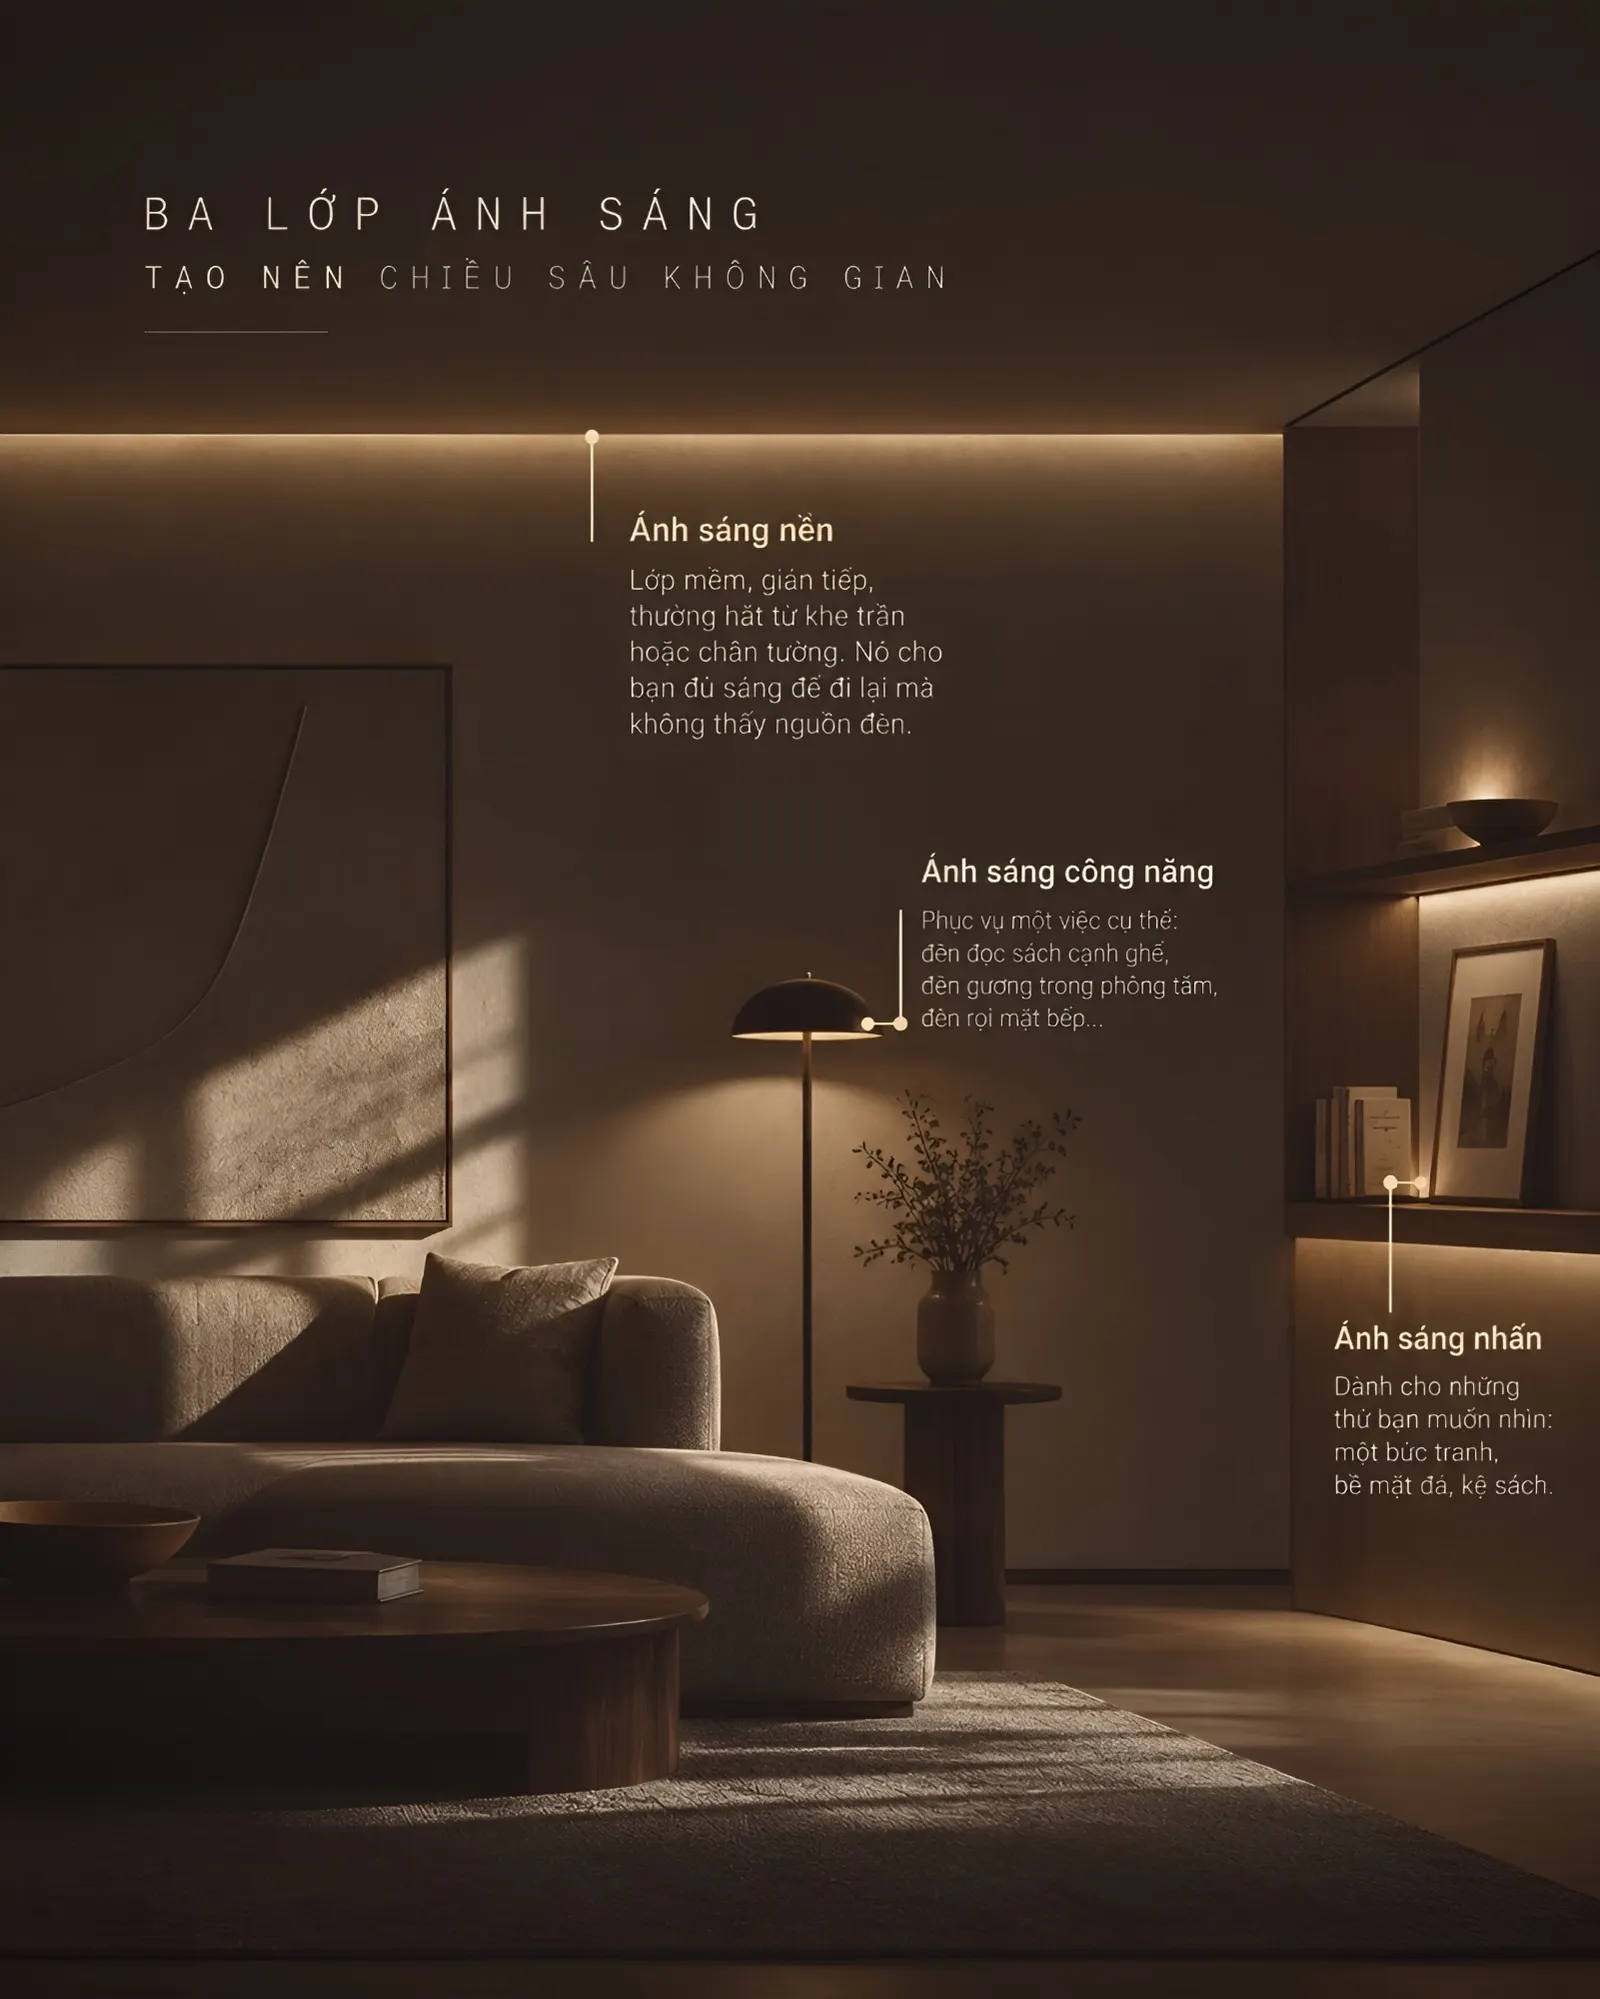 BA LỚP ÁNH SÁNG
TẠO NÊN CHIỀU SÂU KHÔNG GIAN
Ánh sáng nền
Lớp mềm, gián tiếp,
thường hắt từ khe trần
hoặc chân tường. Nó cho
bạn đủ sáng để đi lại mà
không thấy nguồn đèn.
Ánh sáng công năng
Phục vụ một việc cụ thể:
đèn đọc sách cạnh ghế,
đèn gương trong phòng tắm,
đèn rọi mặt bếp...
Ánh sáng nhấn
Dành cho những
thứ bạn muốn nhìn:
một bức tranh,
bề mặt đá, kệ sách.